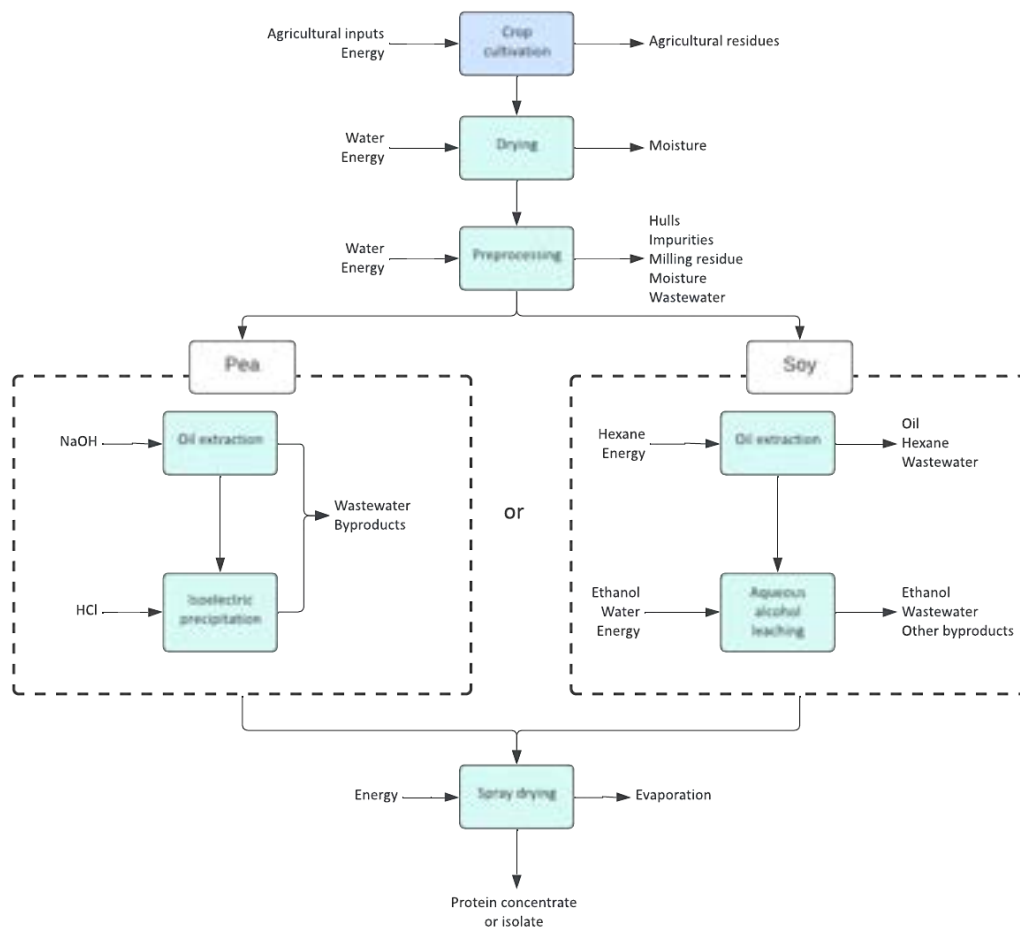 Agricultural inputs
Energy
Crop
cultivation
Agricultural residues
Water
Energy
Drying
Moisture
Water
Energy
Preprocessing
Hulls
Impurities
Milling residue
Moisture
Wastewater
Pea
Soy
NaOH
Oil extraction
Wastewater
Byproducts
HCl
Isoelectric
precipitation
or
Hexane
Energy
Oil extraction
Oil
Hexane
Wastewater
Ethanol
Water
Energy
Aqueous
alcohol
leaching
Ethanol
Wastewater
Other byproducts
Energy
Spray drying
Evaporation
Protein concentrate
or isolate